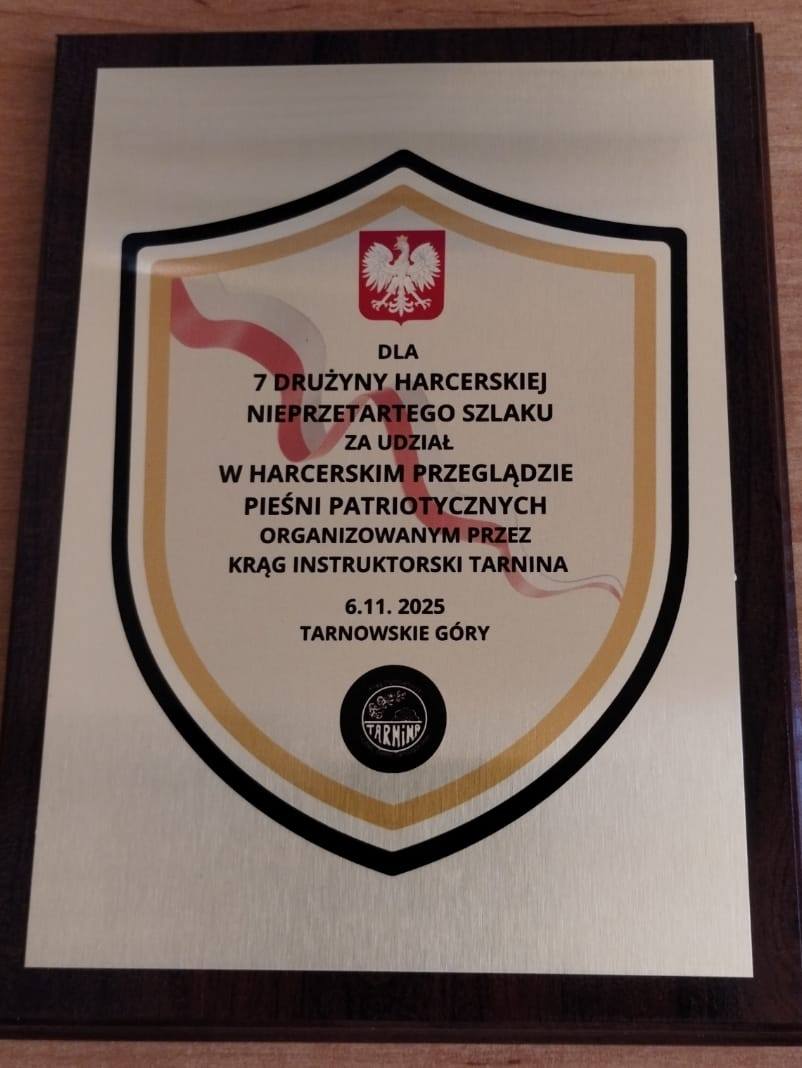 DLA
7 DRUŻYNY HARCERSKIEJ
NIEPRZETARTEGO SZLAKU
ZA UDZIAŁ
W HARCERSKIM PRZEGLĄDZIE
PIEŚNI PATRIOTYCZNYCH
ORGANIZOWANYM PRZEZ
KRĄG INSTRUKTORSKI TARNINA
6.11. 2025
TARNOWSKIE GÓRY
TARNINA